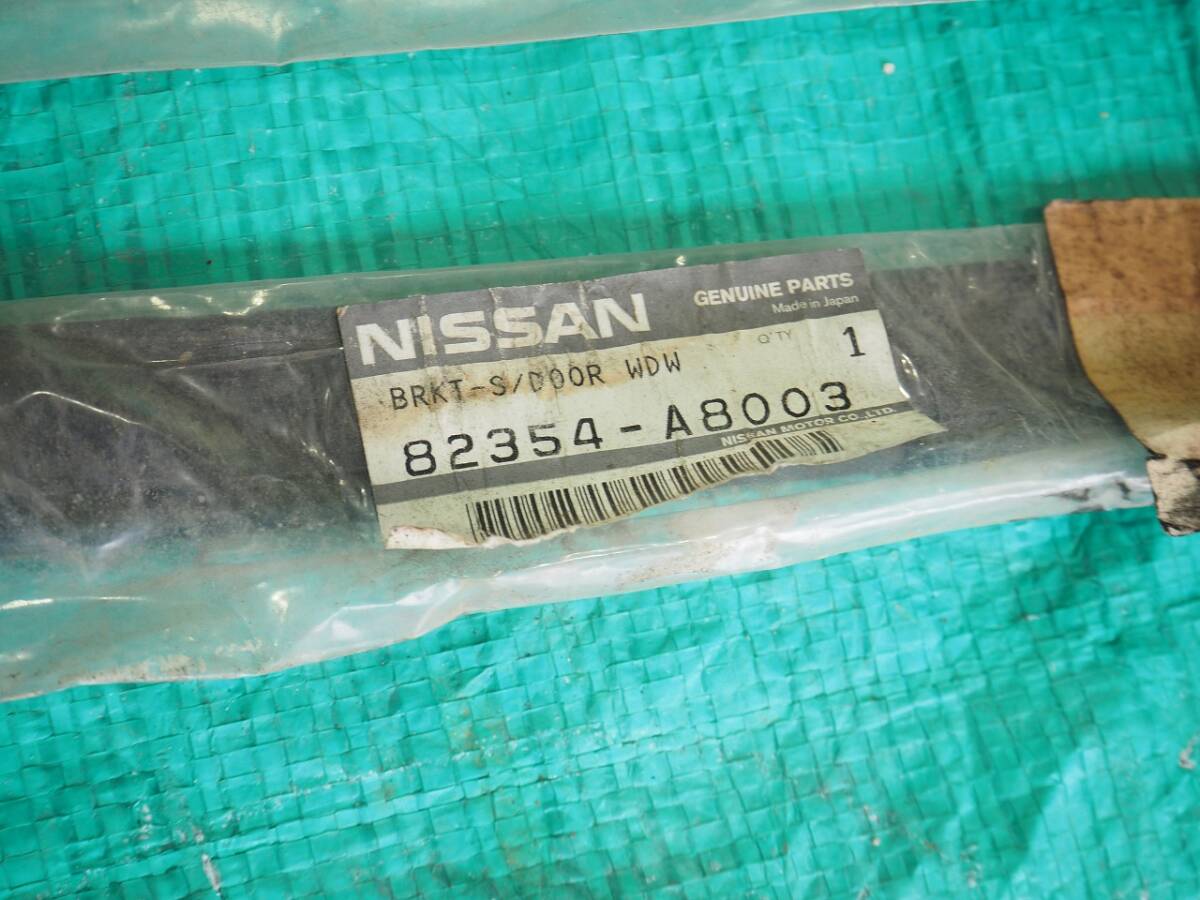 NISSAN
GENUINE PARTS
Made in Japan
BRKT-S/DOOR WDW
Q'TY
1
82354-A8003
NISSAN MOTOR CO.,LTD.